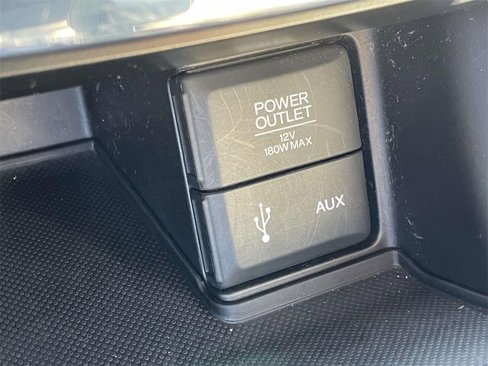 POWER
OUTLET
12V
180W MAX
AUX